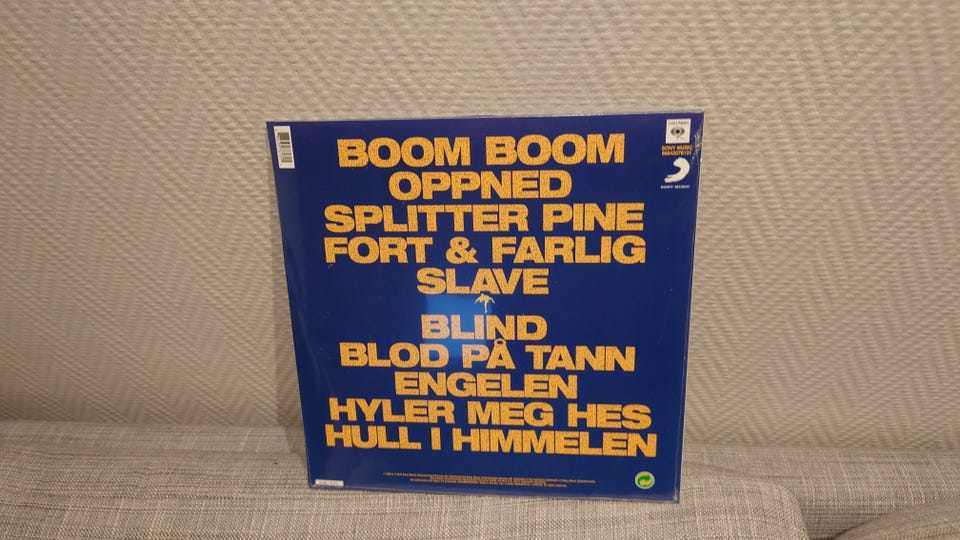 BOOM BOOM
OPPNED
SPLITTER PINE
FORT & FARLIG
SLAVE
BLIND
BLOD PÅ TANN
ENGELEN
HYLER MEG HES
HULL I HIMMELEN
SONY MUSIC
SONY MUSIC